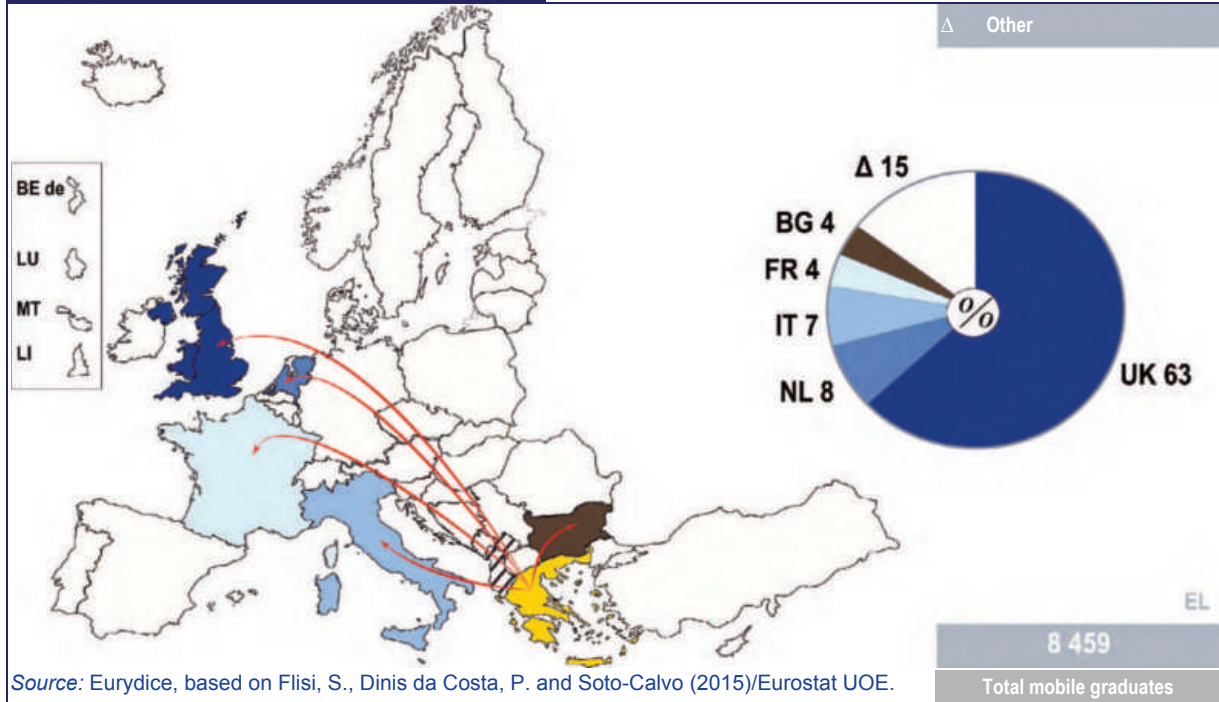 Δ Other
BE de
LU
MT
LI
Δ 15
BG 4
FR 4
IT 7
NL 8
%
UK 63
EL
8 459
Total mobile graduates
Source: Eurydice, based on Flisi, S., Dinis da Costa, P. and Soto-Calvo (2015)/Eurostat UOE.